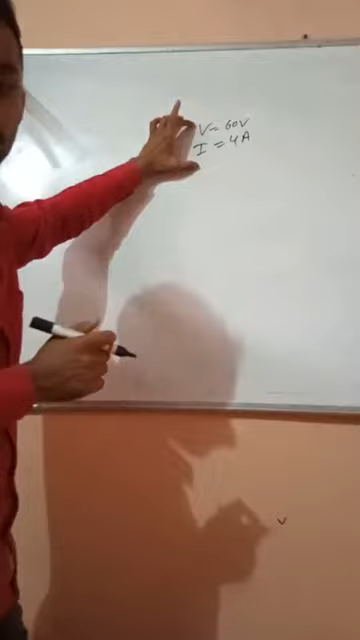 V = 60V
I = 4A